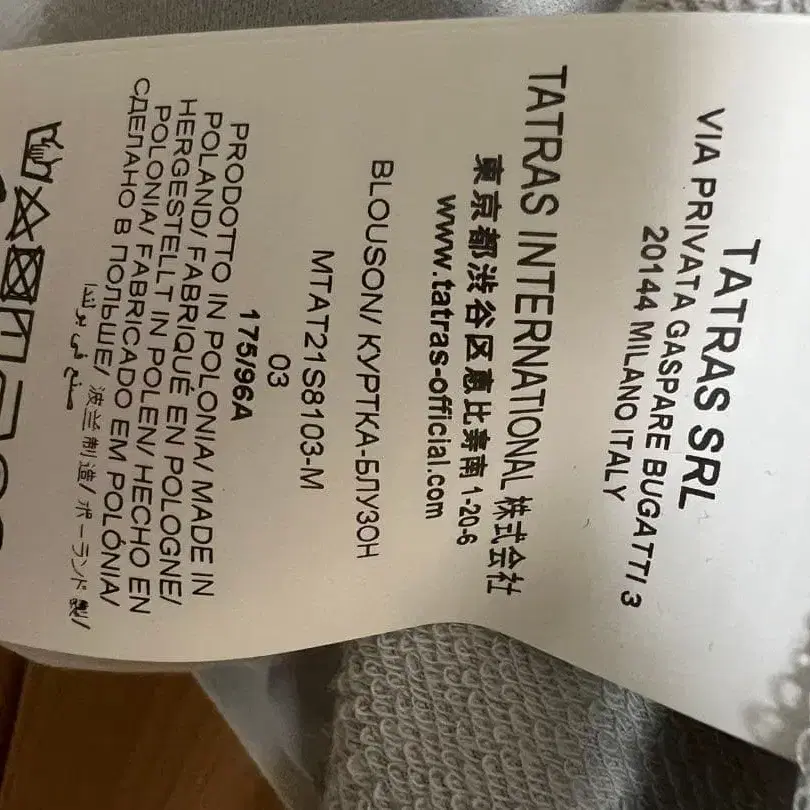 TATRAS SRL
VIA PRIVATA GASPARE BUGATTI 3
20144 MILANO ITALY
TATRAS INTERNATIONAL 株式会社
東京都渋谷区恵比寿南 1-20-6
www.tatras-official.com
BLOUSON/ КУРТКА-БЛУЗОН
MTAT21S8103-M
03
175/96A
PRODOTTO IN POLONIA/ MADE IN
POLAND/ FABRIQUÉ EN POLOGNE/
HERGESTELLT IN POLEN/ HECHO EN
POLONIA/ FABRICADO EM POLÓNIA/
СДЕЛАНО В ПОЛЬШЕ/ 波兰制造/ ポーランド製/
صنع في بولندا